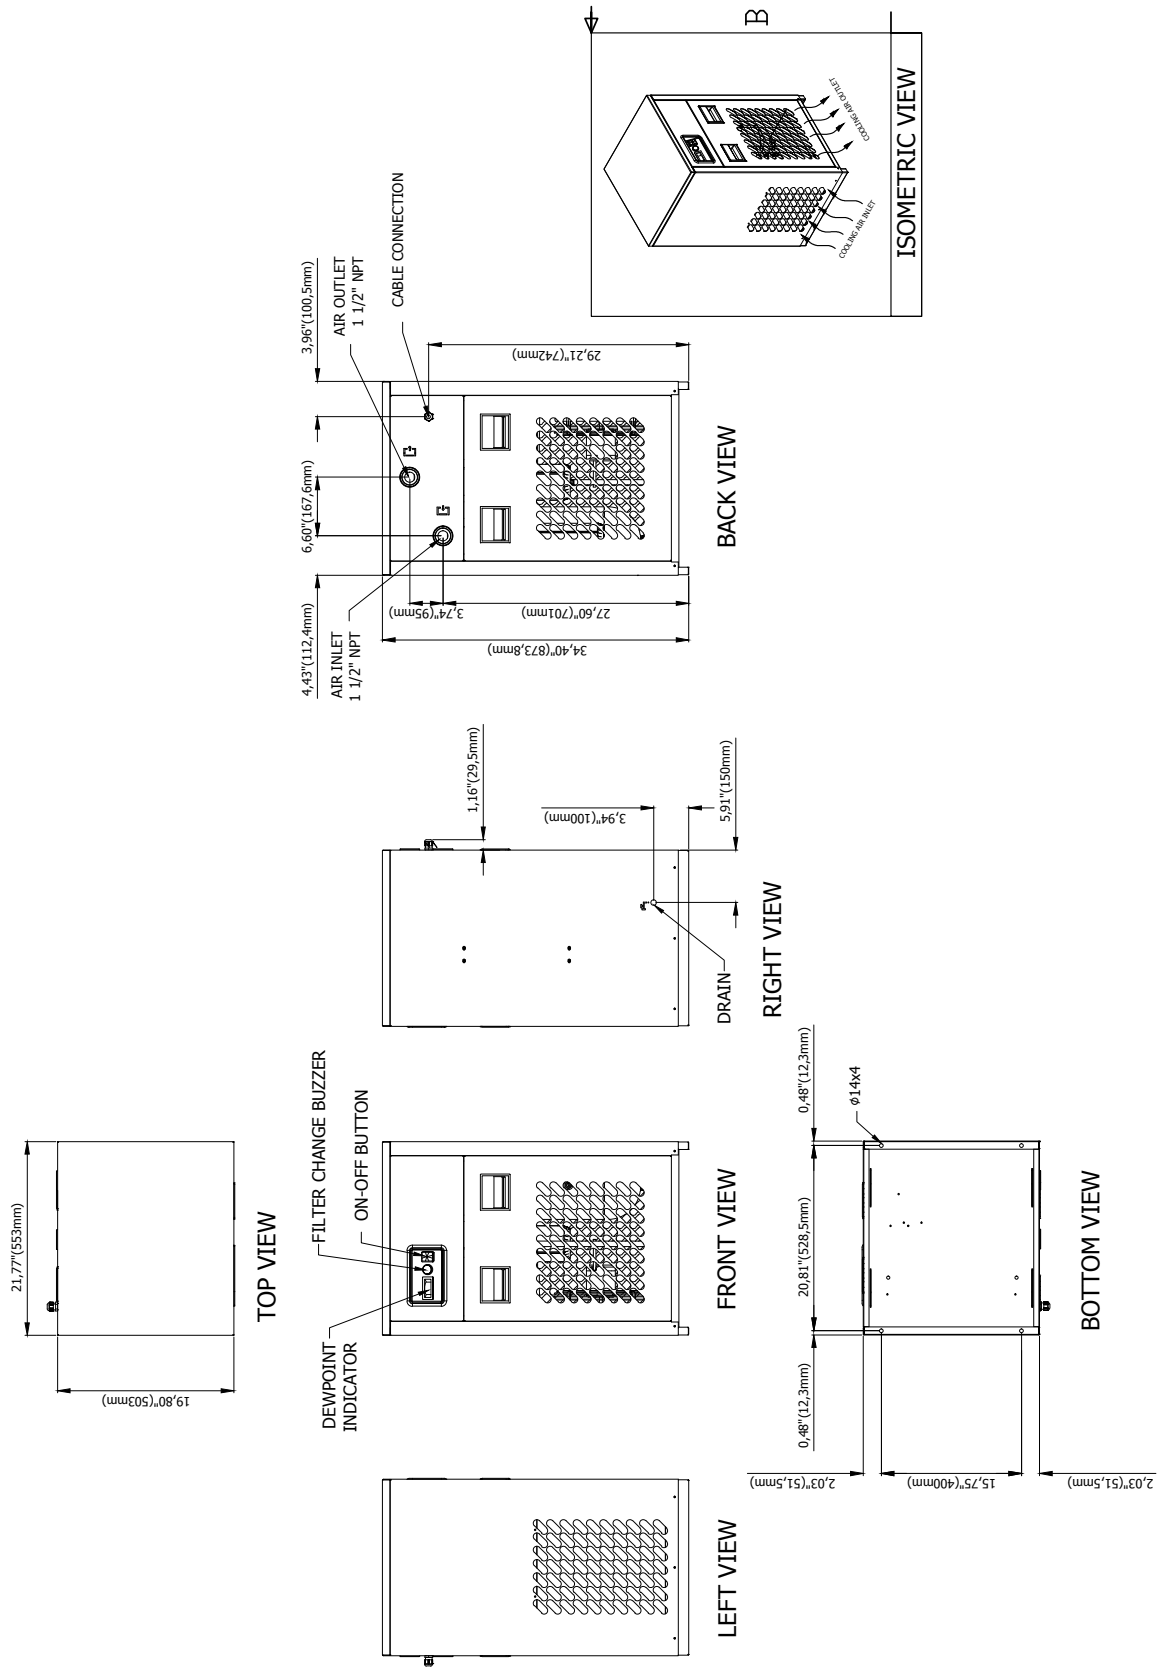 21,77"(553mm)
19,80"(503mm)
TOP VIEW
3,96"(100,5mm)
6,60"(167,6mm)
4,43"(112,4mm)
AIR INLET
1 1/2" NPT
AIR OUTLET
1 1/2" NPT
CABLE CONNECTION
34,40"(873,8mm)
3,74"(95mm)
27,60"(701mm)
29,21"(742mm)
BACK VIEW
DEWPOINT
INDICATOR
FILTER CHANGE BUZZER
ON-OFF BUTTON
FRONT VIEW
LEFT VIEW
1,16"(29,5mm)
3,94"(100mm)
5,91"(150mm)
DRAIN
RIGHT VIEW
0,48"(12,3mm)
20,81"(528,5mm)
0,48"(12,3mm)
ϕ14x4
2,03"(51,5mm)
15,75"(400mm)
2,03"(51,5mm)
BOTTOM VIEW
B
COOLING AIR INLET
COOLING AIR OUTLET
ISOMETRIC VIEW